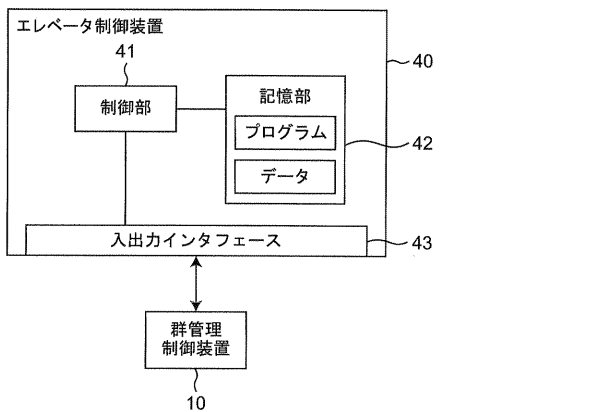 エレベータ制御装置
41
40
制御部
記憶部
プログラム
42
データ
入出力インタフェース
43
群管理
制御装置
10